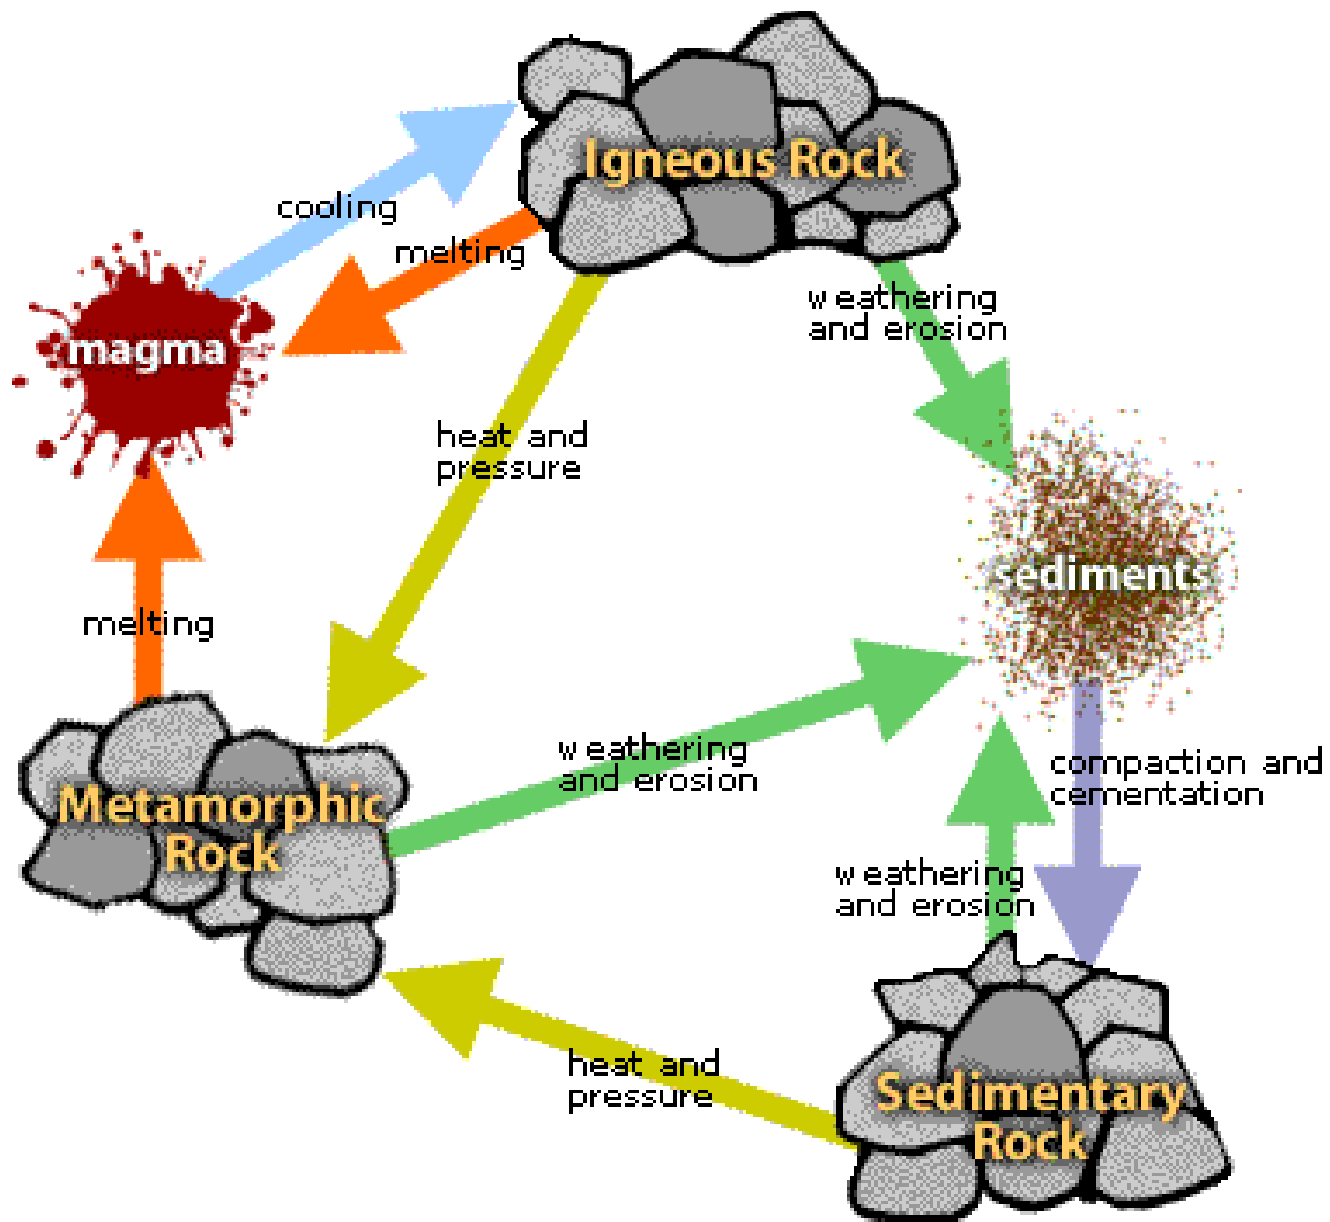 Igneous Rock
cooling
melting
weathering
and erosion
magma
heat and
pressure
sediments
melting
weathering
and erosion
compaction and
cementation
Metamorphic
Rock
weathering
and erosion
heat and
pressure
Sedimentary
Rock